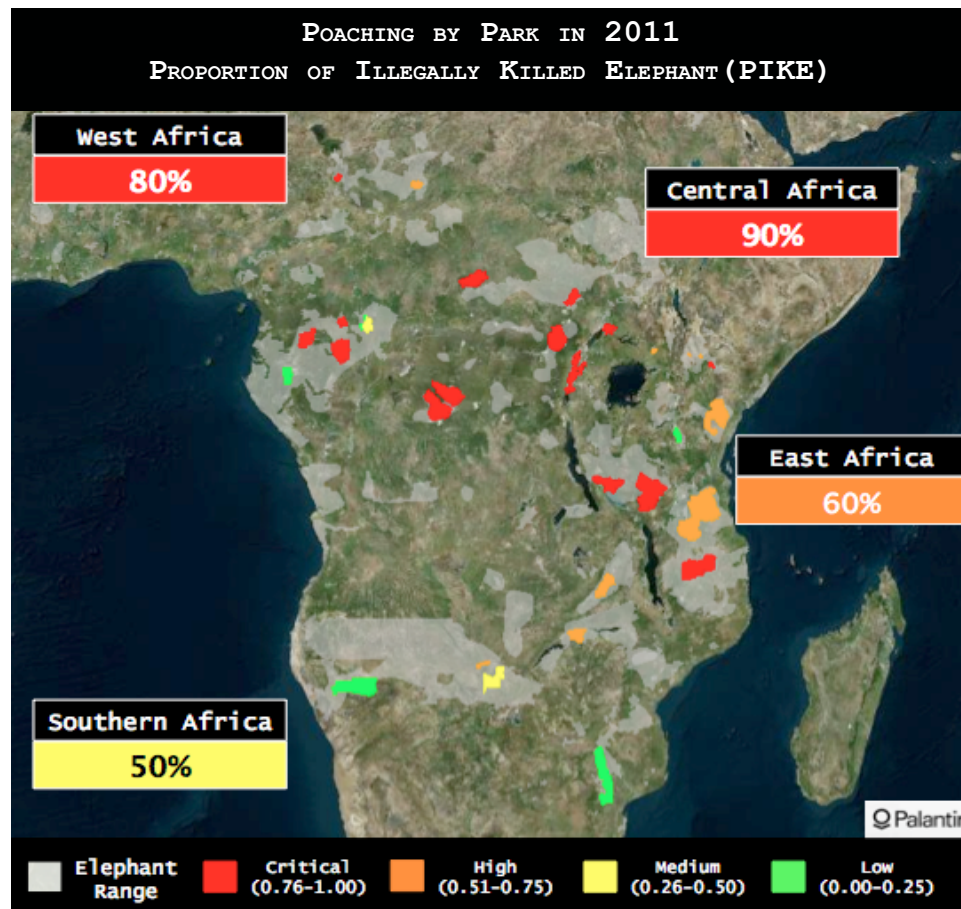 Poaching by Park in 2011
Proportion of Illegally Killed Elephant(PIKE)
West Africa
80%
Central Africa
90%
East Africa
60%
Southern Africa
50%
Palantir
Elephant
Range
Critical
(0.76-1.00)
High
(0.51-0.75)
Medium
(0.26-0.50)
Low
(0.00-0.25)